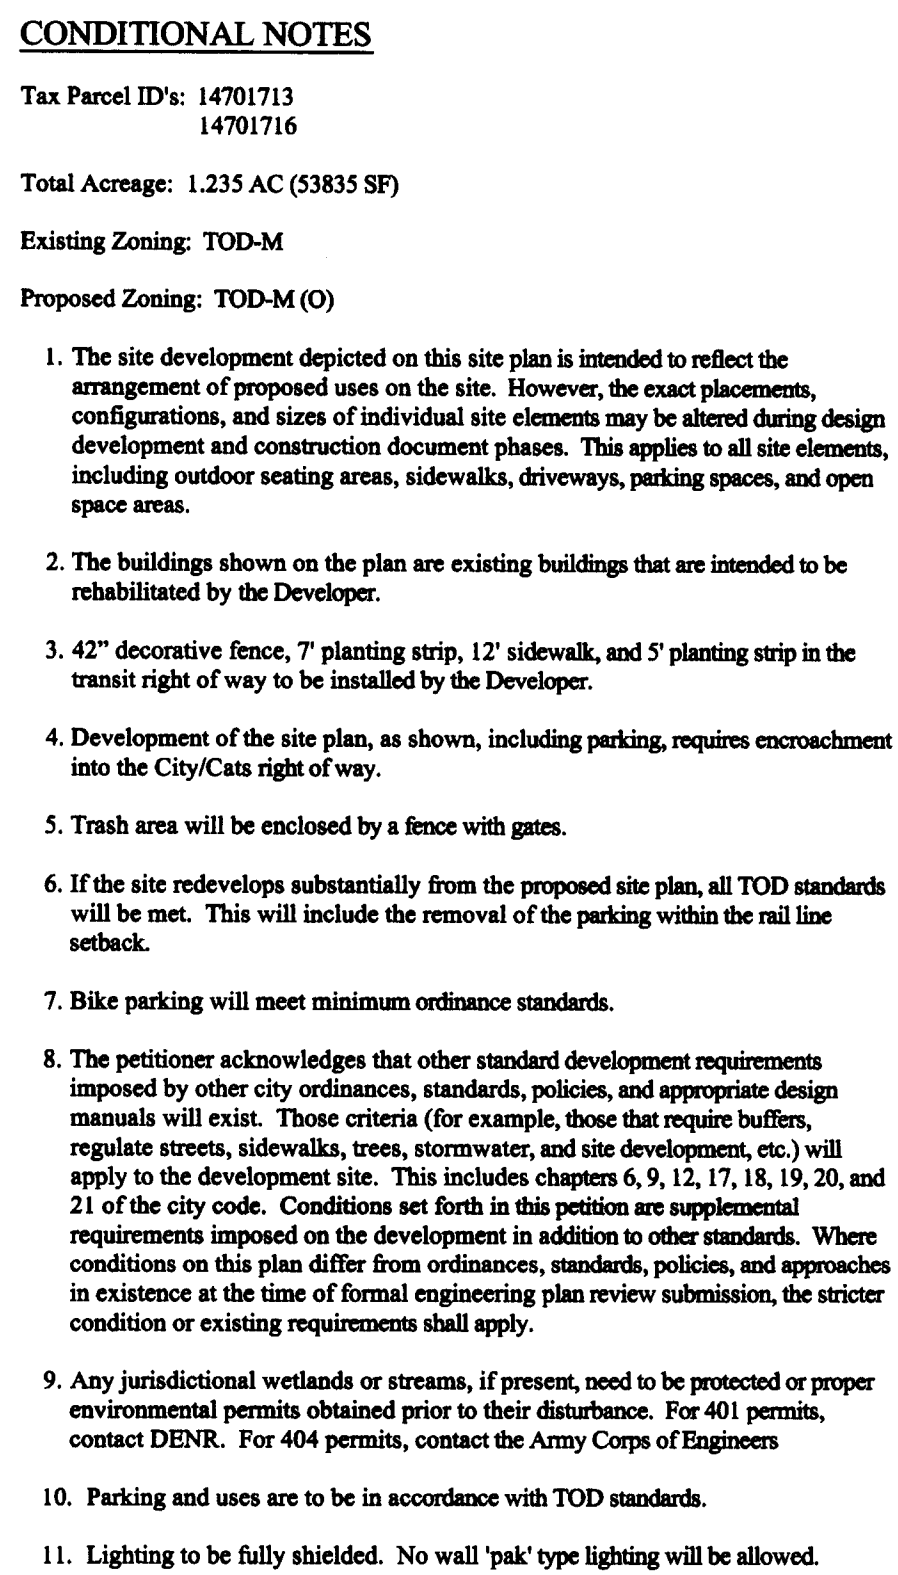 CONDITIONAL NOTES
Tax Parcel ID's: 14701713
14701716
Total Acreage: 1.235 AC (53835 SF)
Existing Zoning: TOD-M
Proposed Zoning: TOD-M (O)
1. The site development depicted on this site plan is intended to reflect the
arrangement of proposed uses on the site. However, the exact placements,
configurations, and sizes of individual site elements may be altered during design
development and construction document phases. This applies to all site elements,
including outdoor seating areas, sidewalks, driveways, parking spaces, and open
space areas.
2. The buildings shown on the plan are existing buildings that are intended to be
rehabilitated by the Developer.
3. 42” decorative fence, 7' planting strip, 12' sidewalk, and 5' planting strip in the
transit right of way to be installed by the Developer.
4. Development of the site plan, as shown, including parking, requires encroachment
into the City/Cats right of way.
5. Trash area will be enclosed by a fence with gates.
6. If the site redevelops substantially from the proposed site plan, all TOD standards
will be met. This will include the removal of the parking within the rail line
setback.
7. Bike parking will meet minimum ordinance standards.
8. The petitioner acknowledges that other standard development requirements
imposed by other city ordinances, standards, policies, and appropriate design
manuals will exist. Those criteria (for example, those that require buffers,
regulate streets, sidewalks, trees, stormwater, and site development, etc.) will
apply to the development site. This includes chapters 6, 9, 12, 17, 18, 19, 20, and
21 of the city code. Conditions set forth in this petition are supplemental
requirements imposed on the development in addition to other standards. Where
conditions on this plan differ from ordinances, standards, policies, and approaches
in existence at the time of formal engineering plan review submission, the stricter
condition or existing requirements shall apply.
9. Any jurisdictional wetlands or streams, if present, need to be protected or proper
environmental permits obtained prior to their disturbance. For 401 permits,
contact DENR. For 404 permits, contact the Army Corps of Engineers
10. Parking and uses are to be in accordance with TOD standards.
11. Lighting to be fully shielded. No wall 'pak' type lighting will be allowed.